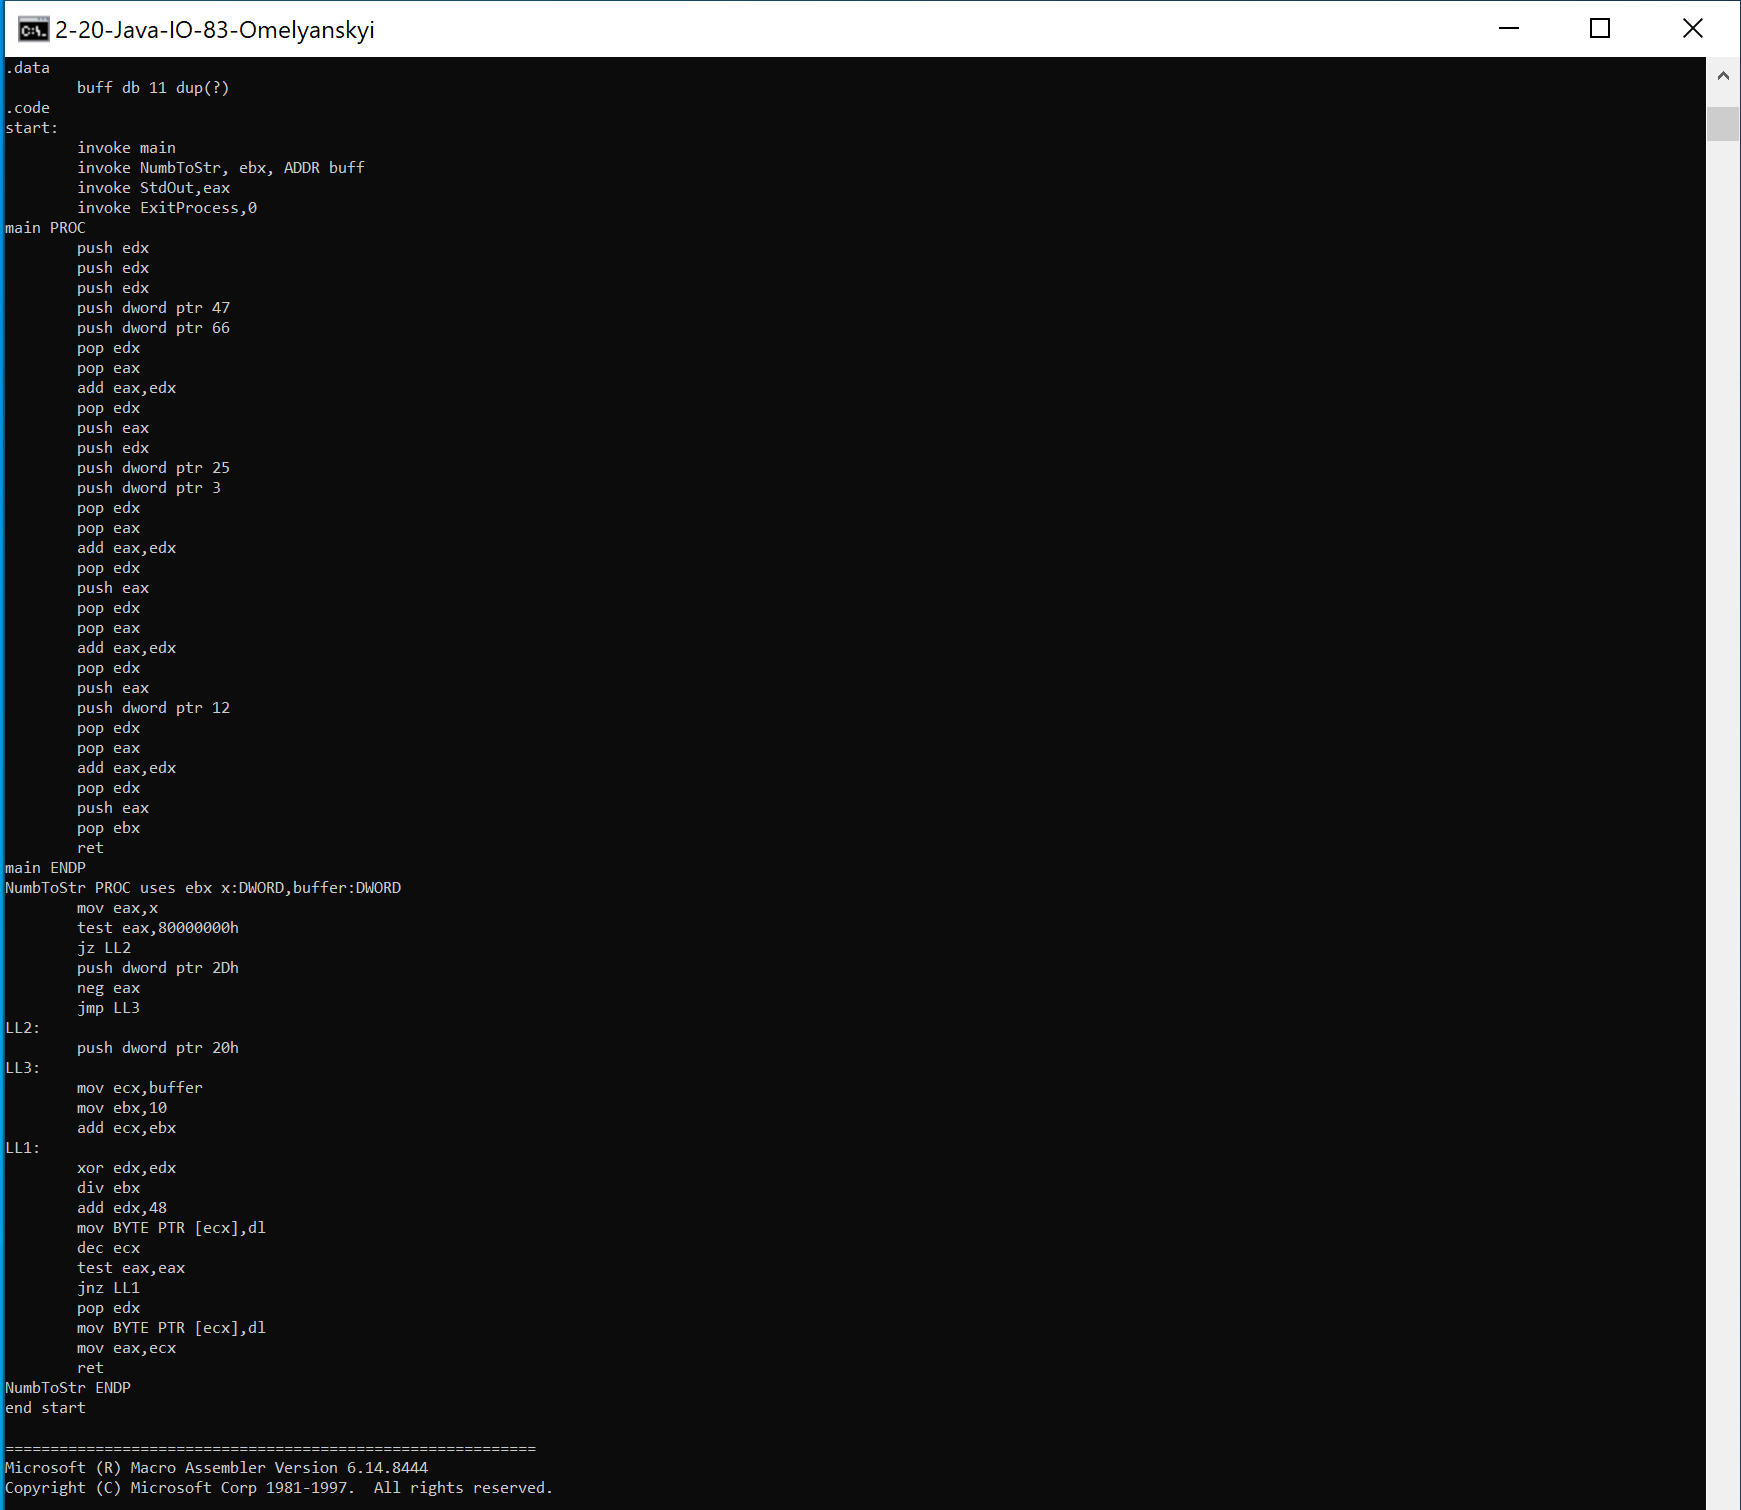 2-20-Java-IO-83-Omelyanskyi
.data
buff db 11 dup(?)
.code
start:
invoke main
invoke NumbToStr, ebx, ADDR buff
invoke StdOut,eax
invoke ExitProcess,0
main PROC
push edx
push edx
push edx
push dword ptr 47
push dword ptr 66
pop edx
pop eax
add eax,edx
pop edx
push eax
push edx
push dword ptr 25
push dword ptr 3
pop edx
pop eax
add eax,edx
pop edx
push eax
pop edx
pop eax
add eax,edx
pop edx
push eax
push dword ptr 12
pop edx
pop eax
add eax,edx
pop edx
push eax
pop ebx
ret
main ENDP
NumbToStr PROC uses ebx x:DWORD,buffer:DWORD
mov eax,x
test eax,80000000h
jz LL2
push dword ptr 2Dh
neg eax
jmp LL3
LL2:
push dword ptr 20h
LL3:
mov ecx,buffer
mov ebx,10
add ecx,ebx
LL1:
xor edx,edx
div ebx
add edx,48
mov BYTE PTR [ecx],dl
dec ecx
test eax,eax
jnz LL1
pop edx
mov BYTE PTR [ecx],dl
mov eax,ecx
ret
NumbToStr ENDP
end start
===========================================================
Microsoft (R) Macro Assembler Version 6.14.8444
Copyright (C) Microsoft Corp 1981-1997.  All rights reserved.